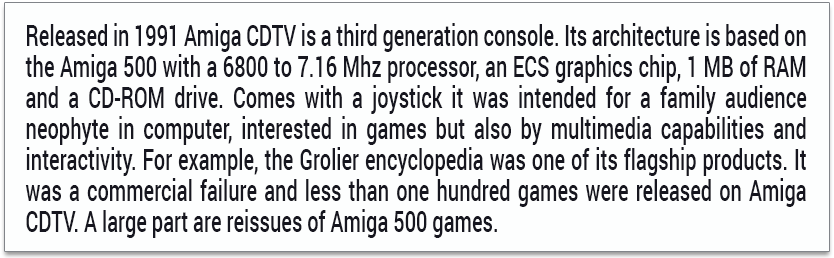 Released in 1991 Amiga CDTV is a third generation console. Its architecture is based on
the Amiga 500 with a 6800 to 7.16 Mhz processor, an ECS graphics chip, 1 MB of RAM
and a CD-ROM drive. Comes with a joystick it was intended for a family audience
neophyte in computer, interested in games but also by multimedia capabilities and
interactivity. For example, the Grolier encyclopedia was one of its flagship products. It
was a commercial failure and less than one hundred games were released on Amiga
CDTV. A large part are reissues of Amiga 500 games.